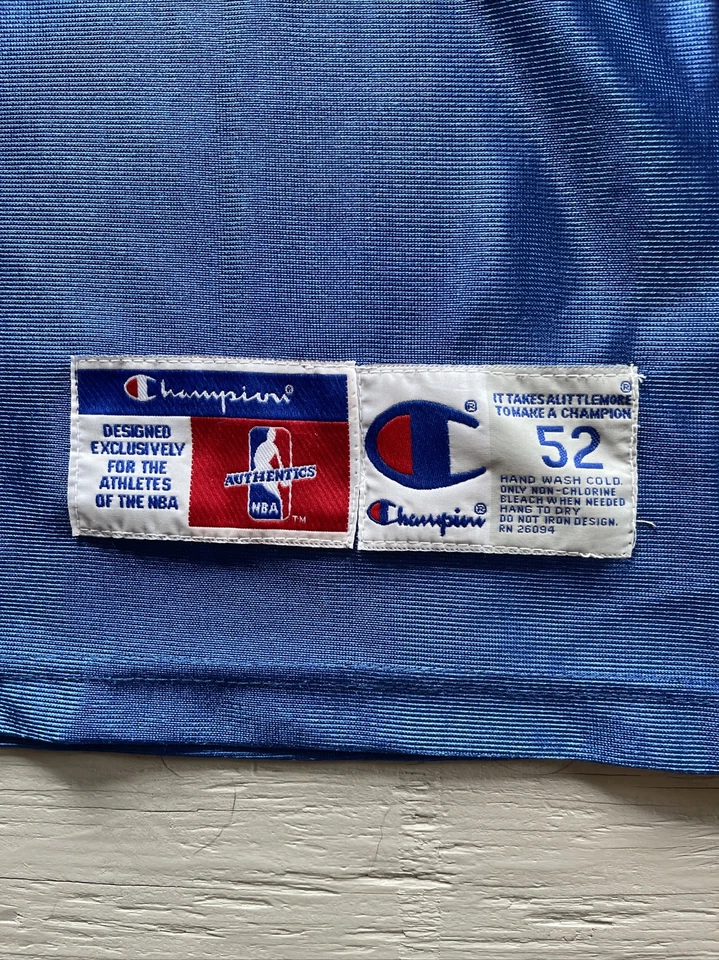 Champion®
DESIGNED
EXCLUSIVELY
FOR THE
ATHLETES
OF THE NBA
AUTHENTICS
NBA
TM
®
Champion®
®
IT TAKES A LITTLE MORE
TO MAKE A CHAMPION
52
HAND WASH COLD.
ONLY NON-CHLORINE
BLEACH WHEN NEEDED
HANG TO DRY
DO NOT IRON DESIGN.
RN 26094